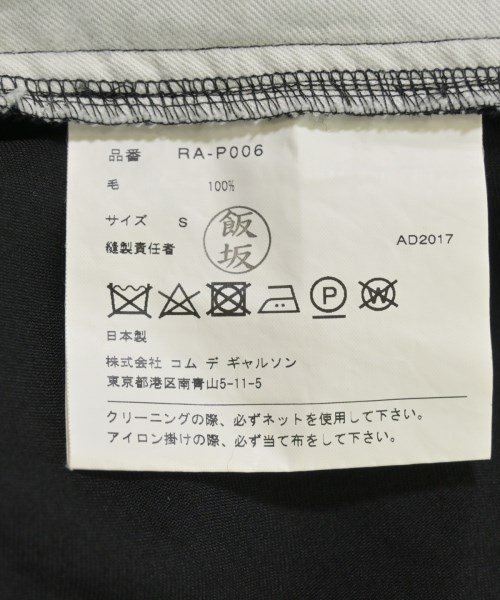 品番 RA-P006
毛 100%
サイズ S
飯坂
縫製責任者
AD2017
P W
日本製
株式会社 コム デ ギャルソン
東京都港区南青山5-11-5
クリーニングの際、必ずネットを使用して下さい。
アイロン掛けの際、必ず当て布をして下さい。